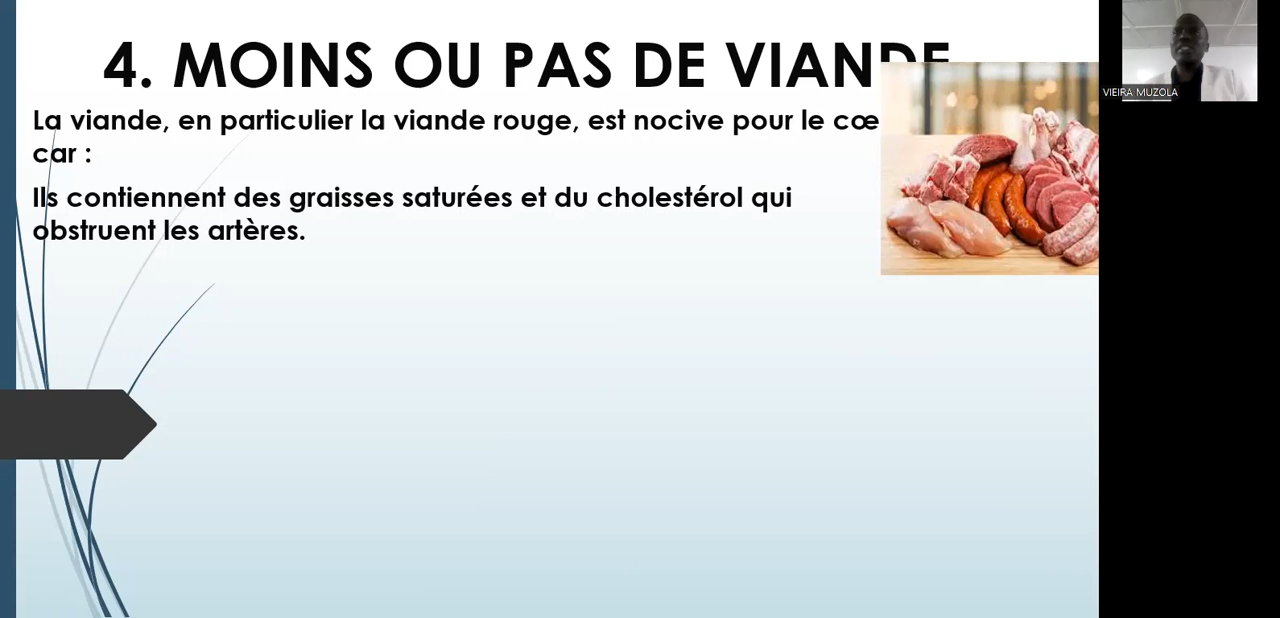 4. MOINS OU PAS DE VIANDE
La viande, en particulier la viande rouge, est nocive pour le cœ
car :
Ils contiennent des graisses saturées et du cholestérol qui
obstruent les artères.
VIEIRA MUZOLA